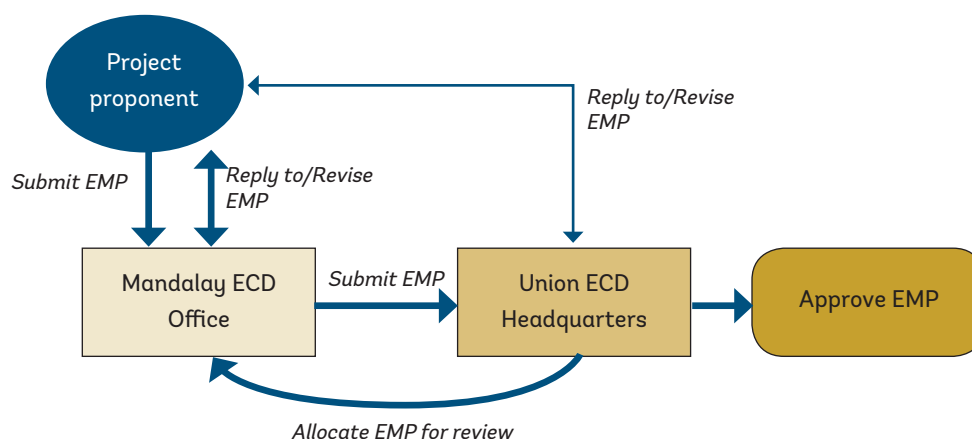 Project
proponent
Reply to/Revise
EMP
Submit EMP
Reply to/Revise
EMP
Mandalay ECD
Office
Submit EMP
Union ECD
Headquarters
Approve EMP
Allocate EMP for review